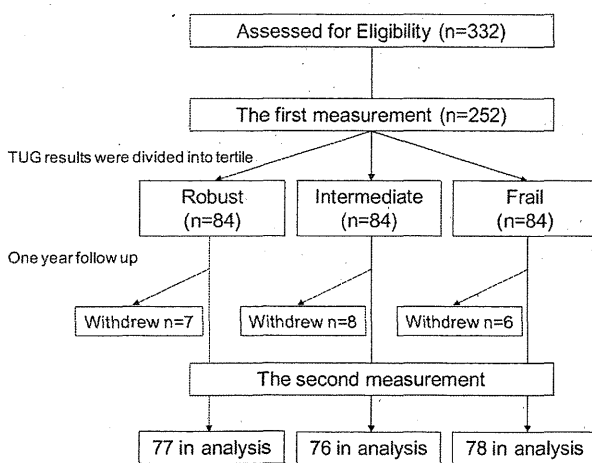 Assessed for Eligibility (n=332)
The first measurement (n=252)
TUG results were divided into tertile
Robust
(n=84)
Intermediate
(n=84)
Frail
(n=84)
One year follow up
Withdrew n=7
Withdrew n=8
Withdrew n=6
The second measurement
77 in analysis
76 in analysis
78 in analysis